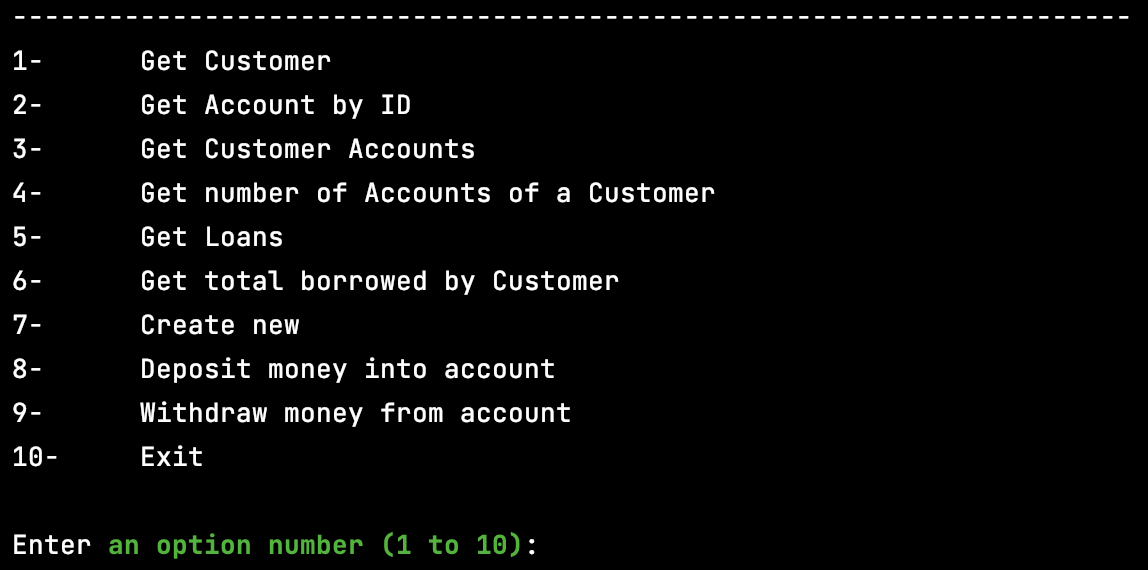 ----------------------------------------------------------------------
1-      Get Customer
2-      Get Account by ID
3-      Get Customer Accounts
4-      Get number of Accounts of a Customer
5-      Get Loans
6-      Get total borrowed by Customer
7-      Create new
8-      Deposit money into account
9-      Withdraw money from account
10-     Exit
Enter an option number (1 to 10):